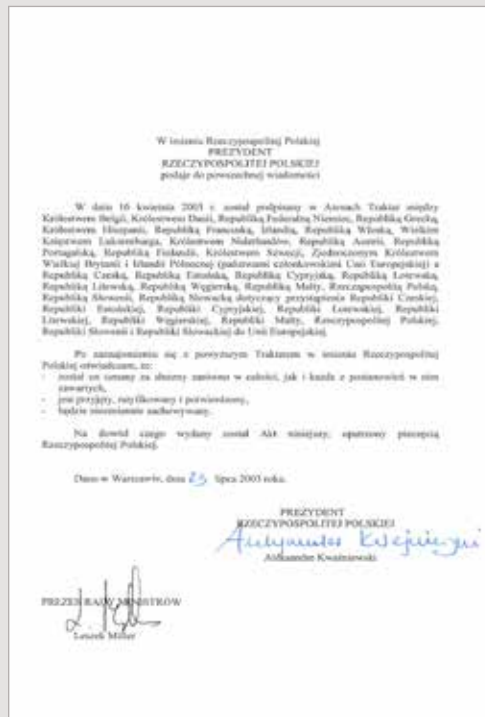 W imieniu Rzeczypospolitej Polskiej
PREZYDENT
RZECZYPOSPOLITEJ POLSKIEJ
podaje do powszechnej wiadomości
W dniu 16 kwietnia 2003 r. został podpisany w Atenach Traktat między
Królestwem Belgii, Królestwem Danii, Republiką Federalną Niemiec, Republiką Grecką,
Królestwem Hiszpanii, Republiką Francuską, Irlandią, Republiką Włoską, Wielkim
Księstwem Luksemburga, Królestwem Niderlandów, Republiką Austrii, Republiką
Portugalską, Republiką Finlandii, Królestwem Szwecji, Zjednoczonym Królestwem
Wielkiej Brytanii i Irlandii Północnej (państwami członkowskimi Unii Europejskiej) a
Republiką Czeską, Republiką Estońską, Republiką Cypryjską, Republiką Łotewską,
Republiką Litewską, Republiką Węgierską, Republiką Malty, Rzecząpospolitą Polską,
Republiką Słowenii, Republiką Słowacką dotyczący przystąpienia Republiki Czeskiej,
Republiki Estońskiej, Republiki Cypryjskiej, Republiki Łotewskiej, Republiki
Litewskiej, Republiki Węgierskiej, Republiki Malty, Rzeczypospolitej Polskiej,
Republiki Słowenii i Republiki Słowackiej do Unii Europejskiej.
Po zaznajomieniu się z powyższym Traktatem w imieniu Rzeczypospolitej
Polskiej oświadczam, że:
- został on uznany za słuszny zarówno w całości, jak i każde z postanowień w nim
zawartych,
- jest przyjęty, ratyfikowany i potwierdzony,
- będzie niezmiennie zachowywany.
Na dowód czego wydany został Akt niniejszy, opatrzony pieczęcią
Rzeczypospolitej Polskiej.
Dano w Warszawie, dnia 23 lipca 2003 roku.
PREZYDENT
RZECZYPOSPOLITEJ POLSKIEJ
Aleksander Kwaśniewski
PREZES RADY MINISTRÓW
Leszek Miller